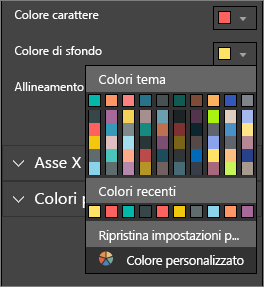 Colore carattere
Colore di sfondo
Allineamento
Colori tema
Asse X
Colori recenti
Colori p
Ripristina impostazioni p...
Colore personalizzato